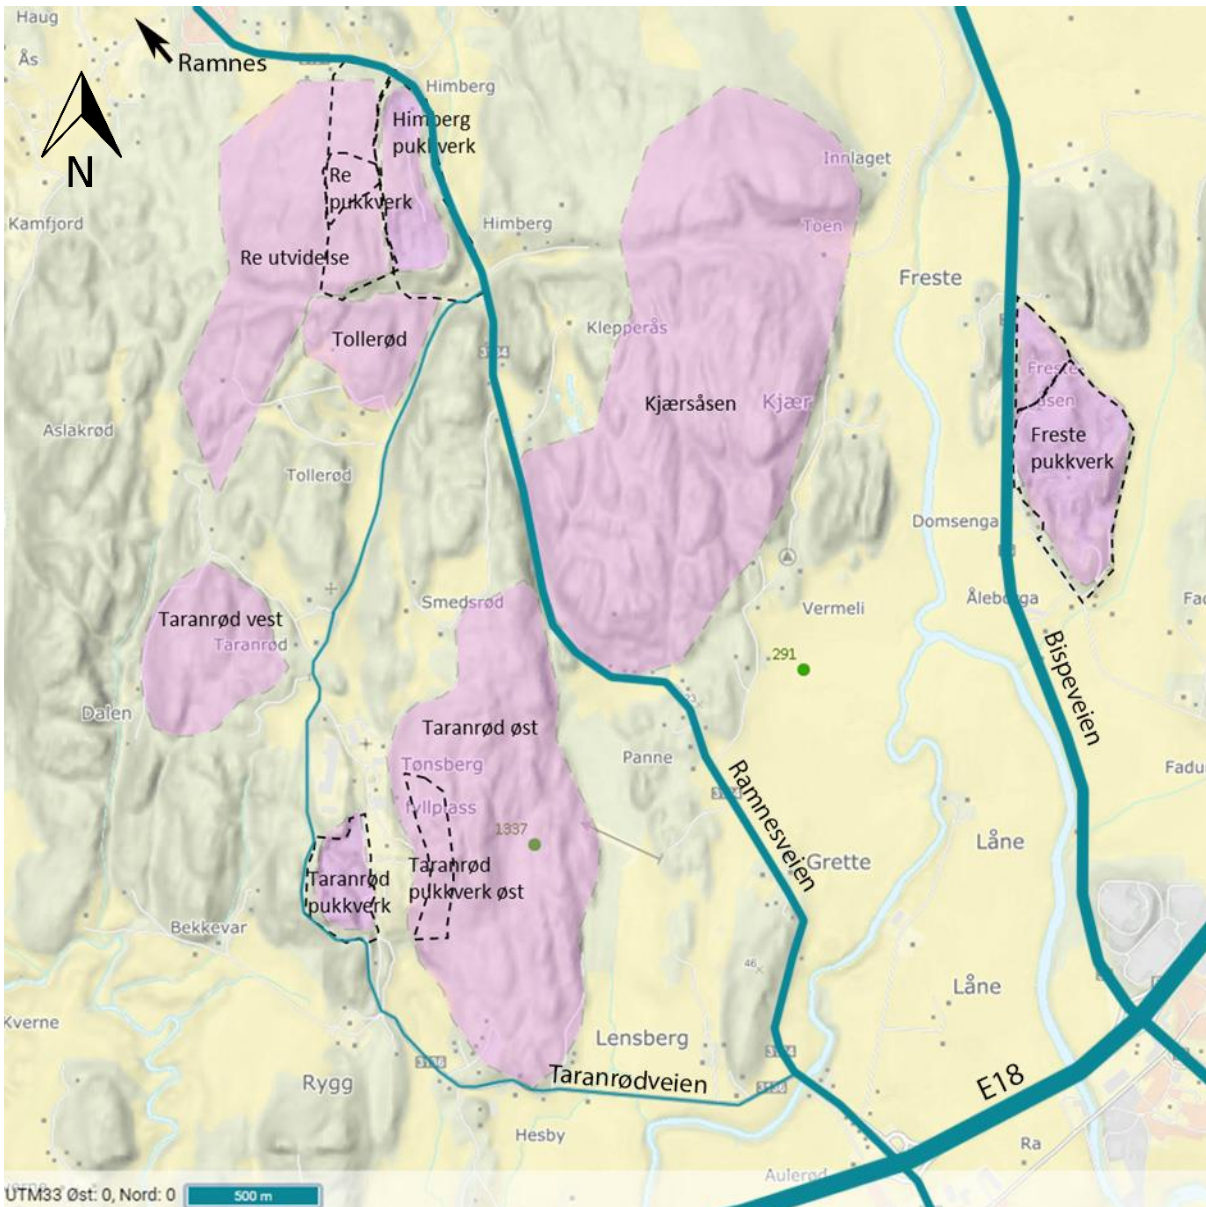 Haug
Ås
Ramnes
N
Himberg
Himberg
pukkverk
Re
pukkverk
Innlaget
Kamfjord
Himberg
Toen
Re utvidelse
Freste
Tollerød
Klepperås
Kjærsåsen
Kjær
Freste
pukkverk
Aslakrød
Tollerød
Domsenga
Smedsrød
Vermeli
Taranrød vest
Taranrød
291
Bispeveien
Dalen
Taranrød øst
Panne
Tønsberg
fyllplass
Ramnesveien
1337
Låne
Grette
Taranrød
pukkverk
Taranrød
pukkverk øst
Bekkevar
46
Låne
Kverne
Lensberg
Rygg
Taranrødveien
E18
Hesby
Ra
Aulerød
UTM33 Øst: 0, Nord: 0
500 m